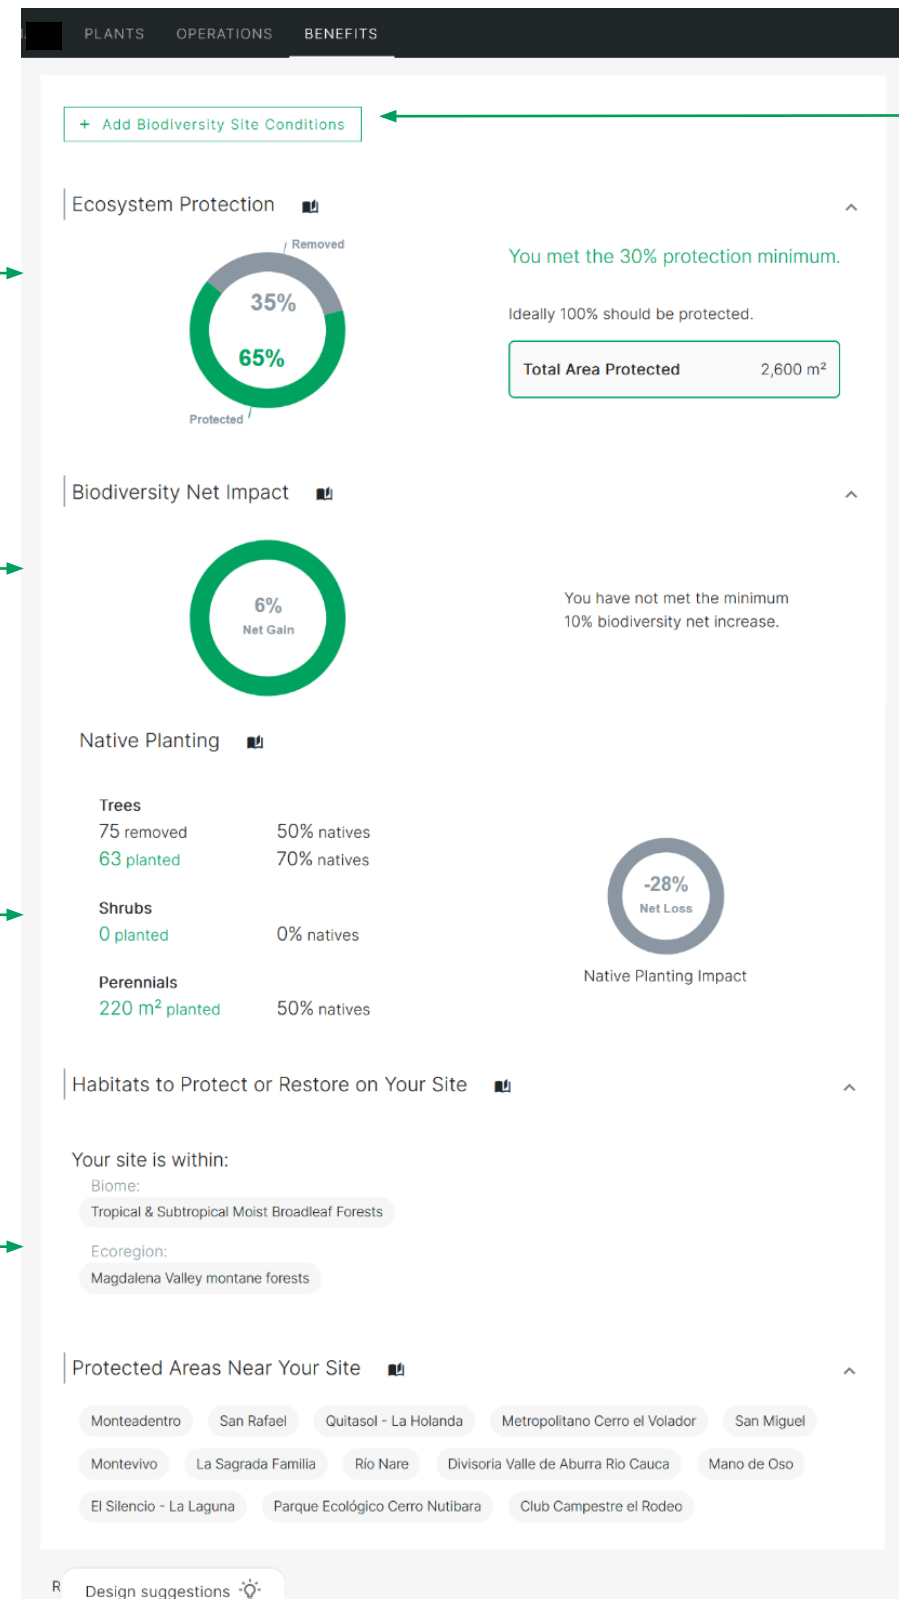 PLANTS OPERATIONS BENEFITS
+ Add Biodiversity Site Conditions
Ecosystem Protection
Removed
35%
65%
Protected
You met the 30% protection minimum.
Ideally 100% should be protected.
Total Area Protected 2,600 m²
Biodiversity Net Impact
6%
Net Gain
You have not met the minimum
10% biodiversity net increase.
Native Planting
Trees
75 removed 50% natives
63 planted 70% natives
Shrubs
0 planted 0% natives
Perennials
220 m² planted 50% natives
-28%
Net Loss
Native Planting Impact
Habitats to Protect or Restore on Your Site
Your site is within:
Biome:
Tropical & Subtropical Moist Broadleaf Forests
Ecoregion:
Magdalena Valley montane forests
Protected Areas Near Your Site
Monteadentro San Rafael Quitasol - La Holanda Metropolitano Cerro el Volador San Miguel
Montevivo La Sagrada Familia Río Nare Divisoria Valle de Aburra Rio Cauca Mano de Oso
El Silencio - La Laguna Parque Ecológico Cerro Nutibara Club Campestre el Rodeo
R
Design suggestions